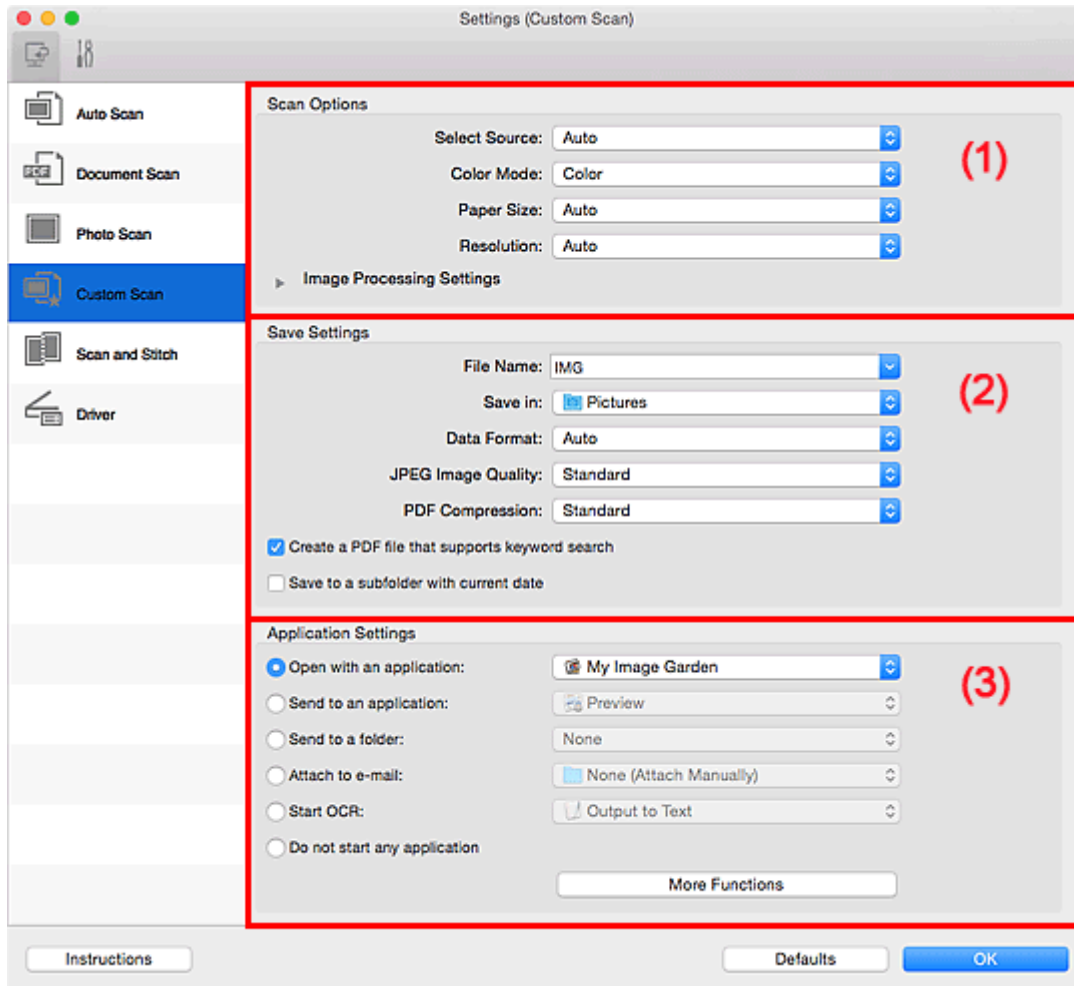 Settings (Custom Scan)
Auto Scan
PDF
Document Scan
Photo Scan
Custom Scan
Scan and Stitch
Driver
Scan Options
(1)
Select Source: Auto
Color Mode: Color
Paper Size: Auto
Resolution: Auto
Image Processing Settings
Save Settings
(2)
File Name: IMG
Save in: Pictures
Data Format: Auto
JPEG Image Quality: Standard
PDF Compression: Standard
Create a PDF file that supports keyword search
Save to a subfolder with current date
Application Settings
(3)
Open with an application: My Image Garden
Send to an application: Preview
Send to a folder: None
Attach to e-mail: None (Attach Manually)
Start OCR: Output to Text
Do not start any application
More Functions
Instructions
Defaults
OK